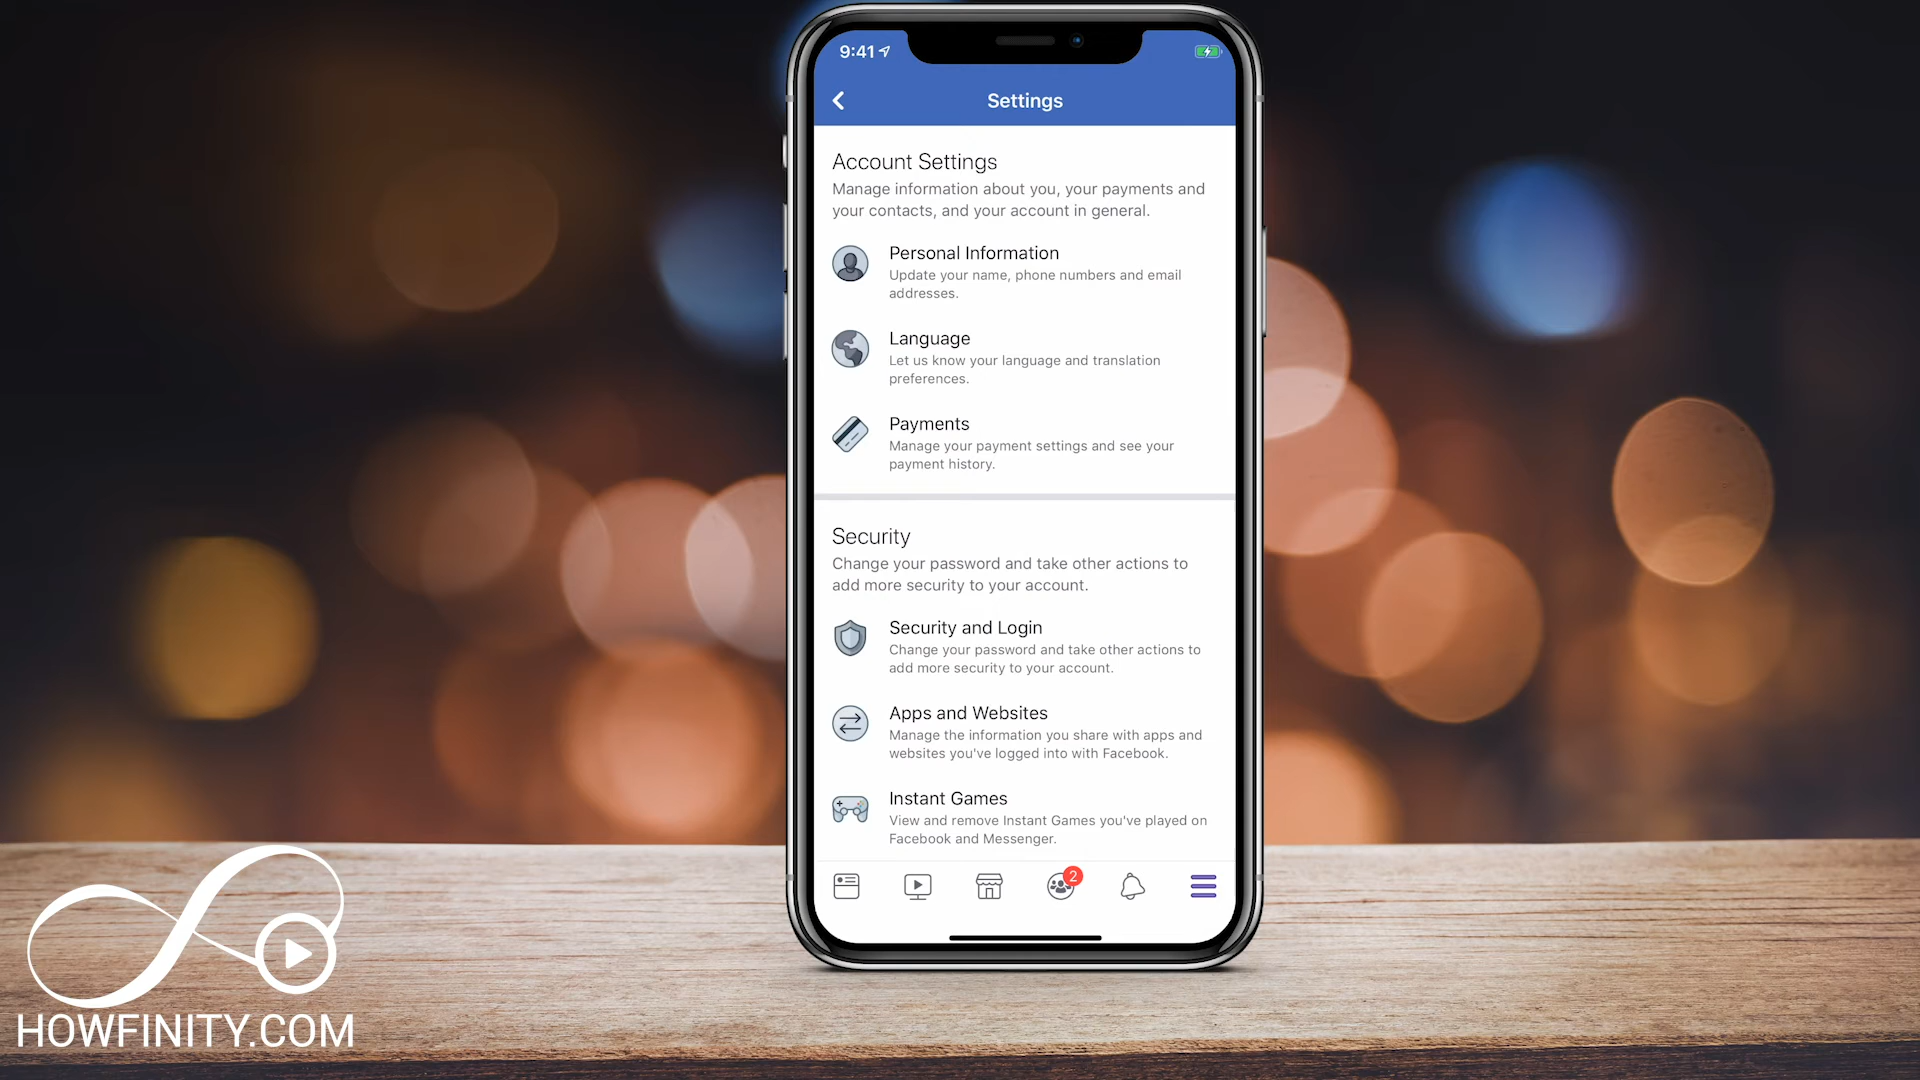 9:41
Settings
Account Settings
Manage information about you, your payments and
your contacts, and your account in general.
Personal Information
Update your name, phone numbers and email
addresses.
Language
Let us know your language and translation
preferences.
Payments
Manage your payment settings and see your
payment history.
Security
Change your password and take other actions to
add more security to your account.
Security and Login
Change your password and take other actions to
add more security to your account.
Apps and Websites
Manage the information you share with apps and
websites you've logged into with Facebook.
Instant Games
View and remove Instant Games you've played on
Facebook and Messenger.
2
HOWFINITY.COM